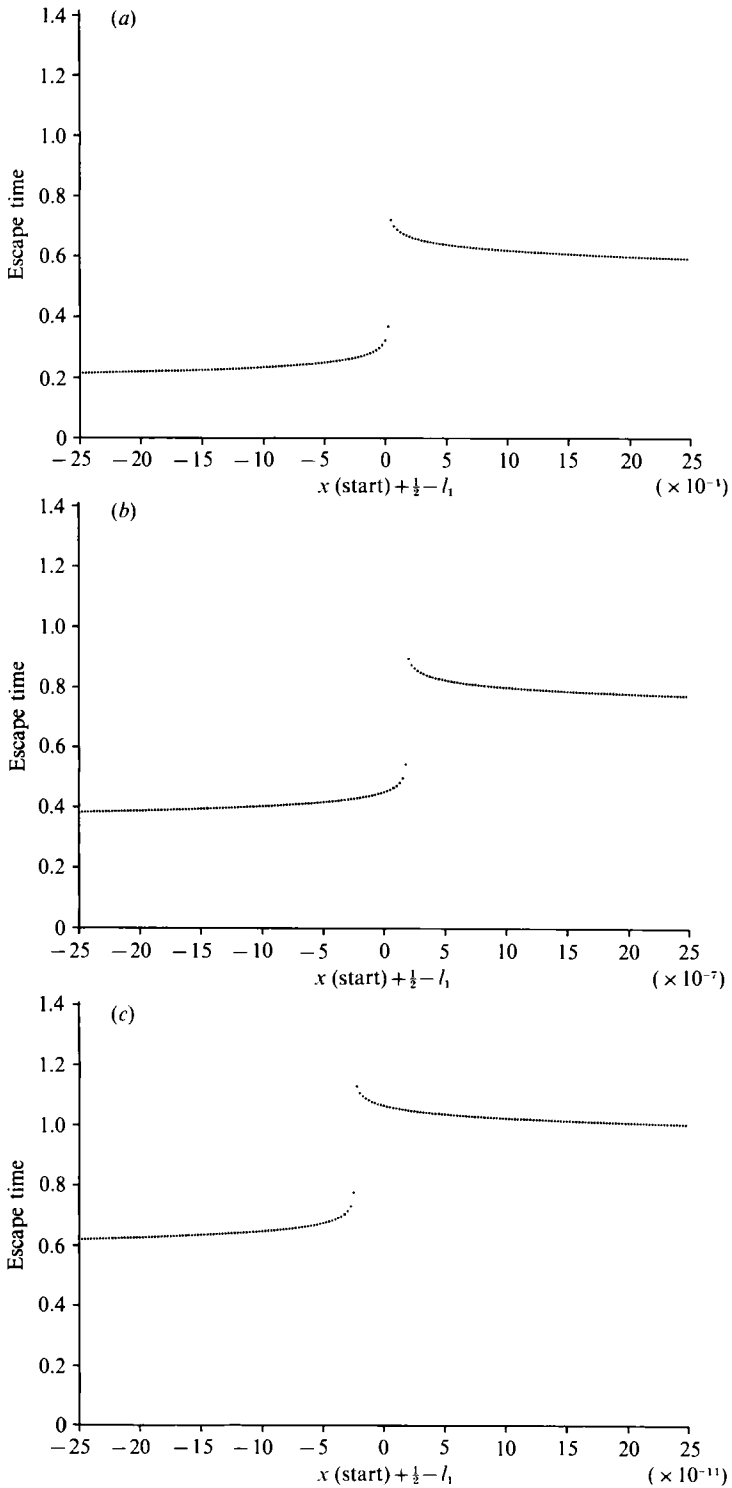 (a)
1.4
1.2
1.0
0.8
0.6
0.4
0.2
0
Escape time
−25 −20 −15 −10 −5 0 5 10 15 20 25
x (start) + ½ − l₁ (× 10⁻¹)
(b)
1.4
1.2
1.0
0.8
0.6
0.4
0.2
0
Escape time
−25 −20 −15 −10 −5 0 5 10 15 20 25
x (start) + ½ − l₁ (× 10⁻⁷)
(c)
1.4
1.2
1.0
0.8
0.6
0.4
0.2
0
Escape time
−25 −20 −15 −10 −5 0 5 10 15 20 25
x (start) + ½ − l₁ (× 10⁻¹¹)